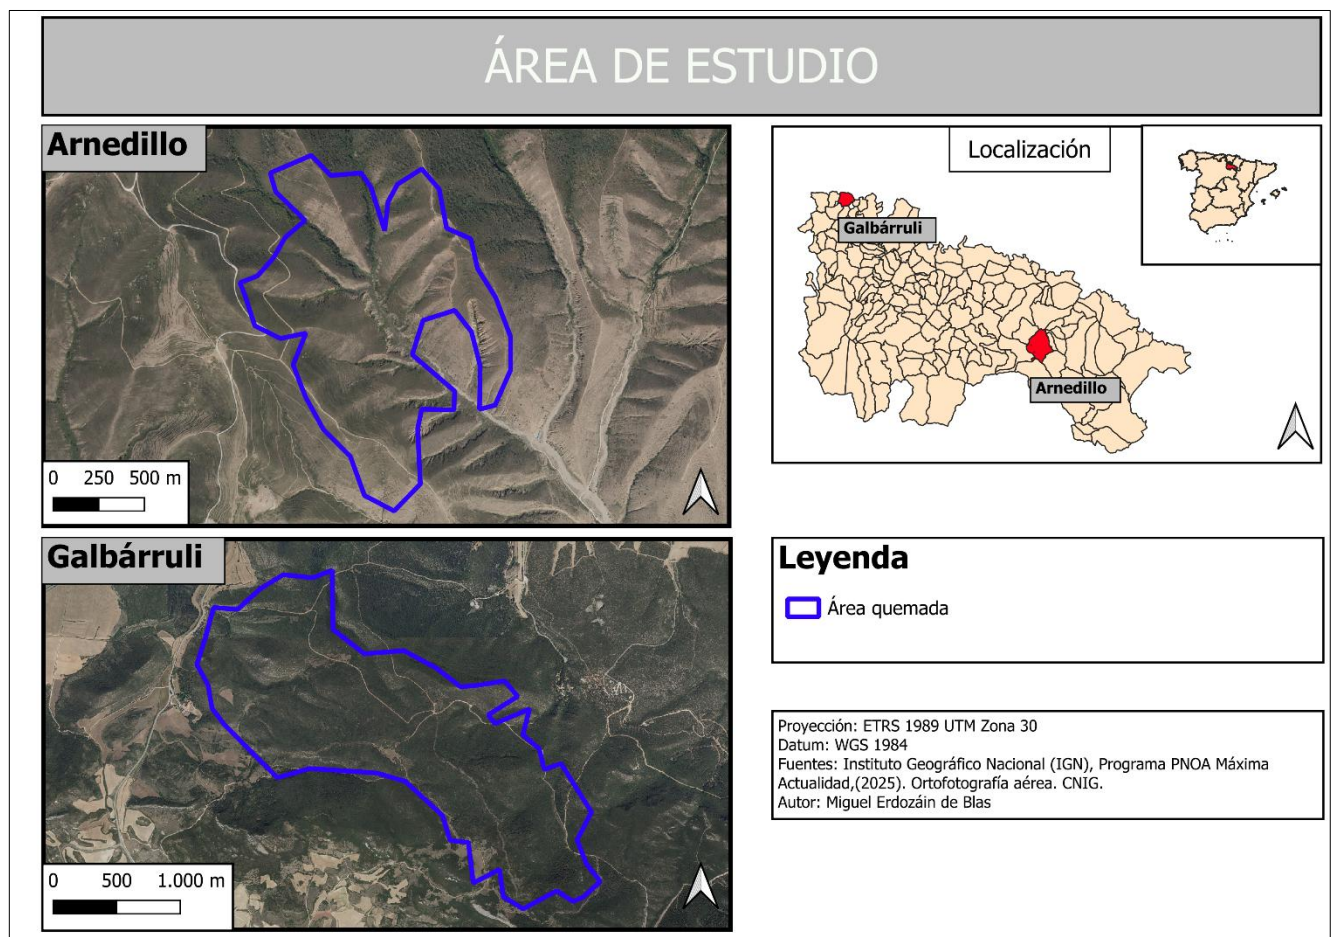 ÁREA DE ESTUDIO
Arnedillo
0 250 500 m
Galbárruli
0 500 1.000 m
Localización
Galbárruli
Arnedillo
Leyenda
Área quemada
Proyección: ETRS 1989 UTM Zona 30
Datum: WGS 1984
Fuentes: Instituto Geográfico Nacional (IGN), Programa PNOA Máxima
Actualidad,(2025). Ortofotografía aérea. CNIG.
Autor: Miguel Erdozáin de Blas